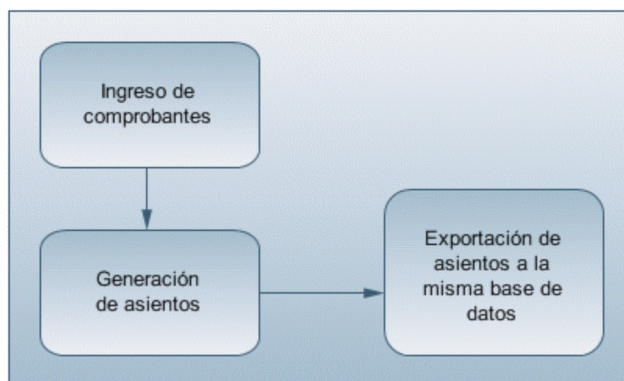 Ingreso de
comprobantes
Generación
de asientos
Exportación de
asientos a la
misma base de
datos